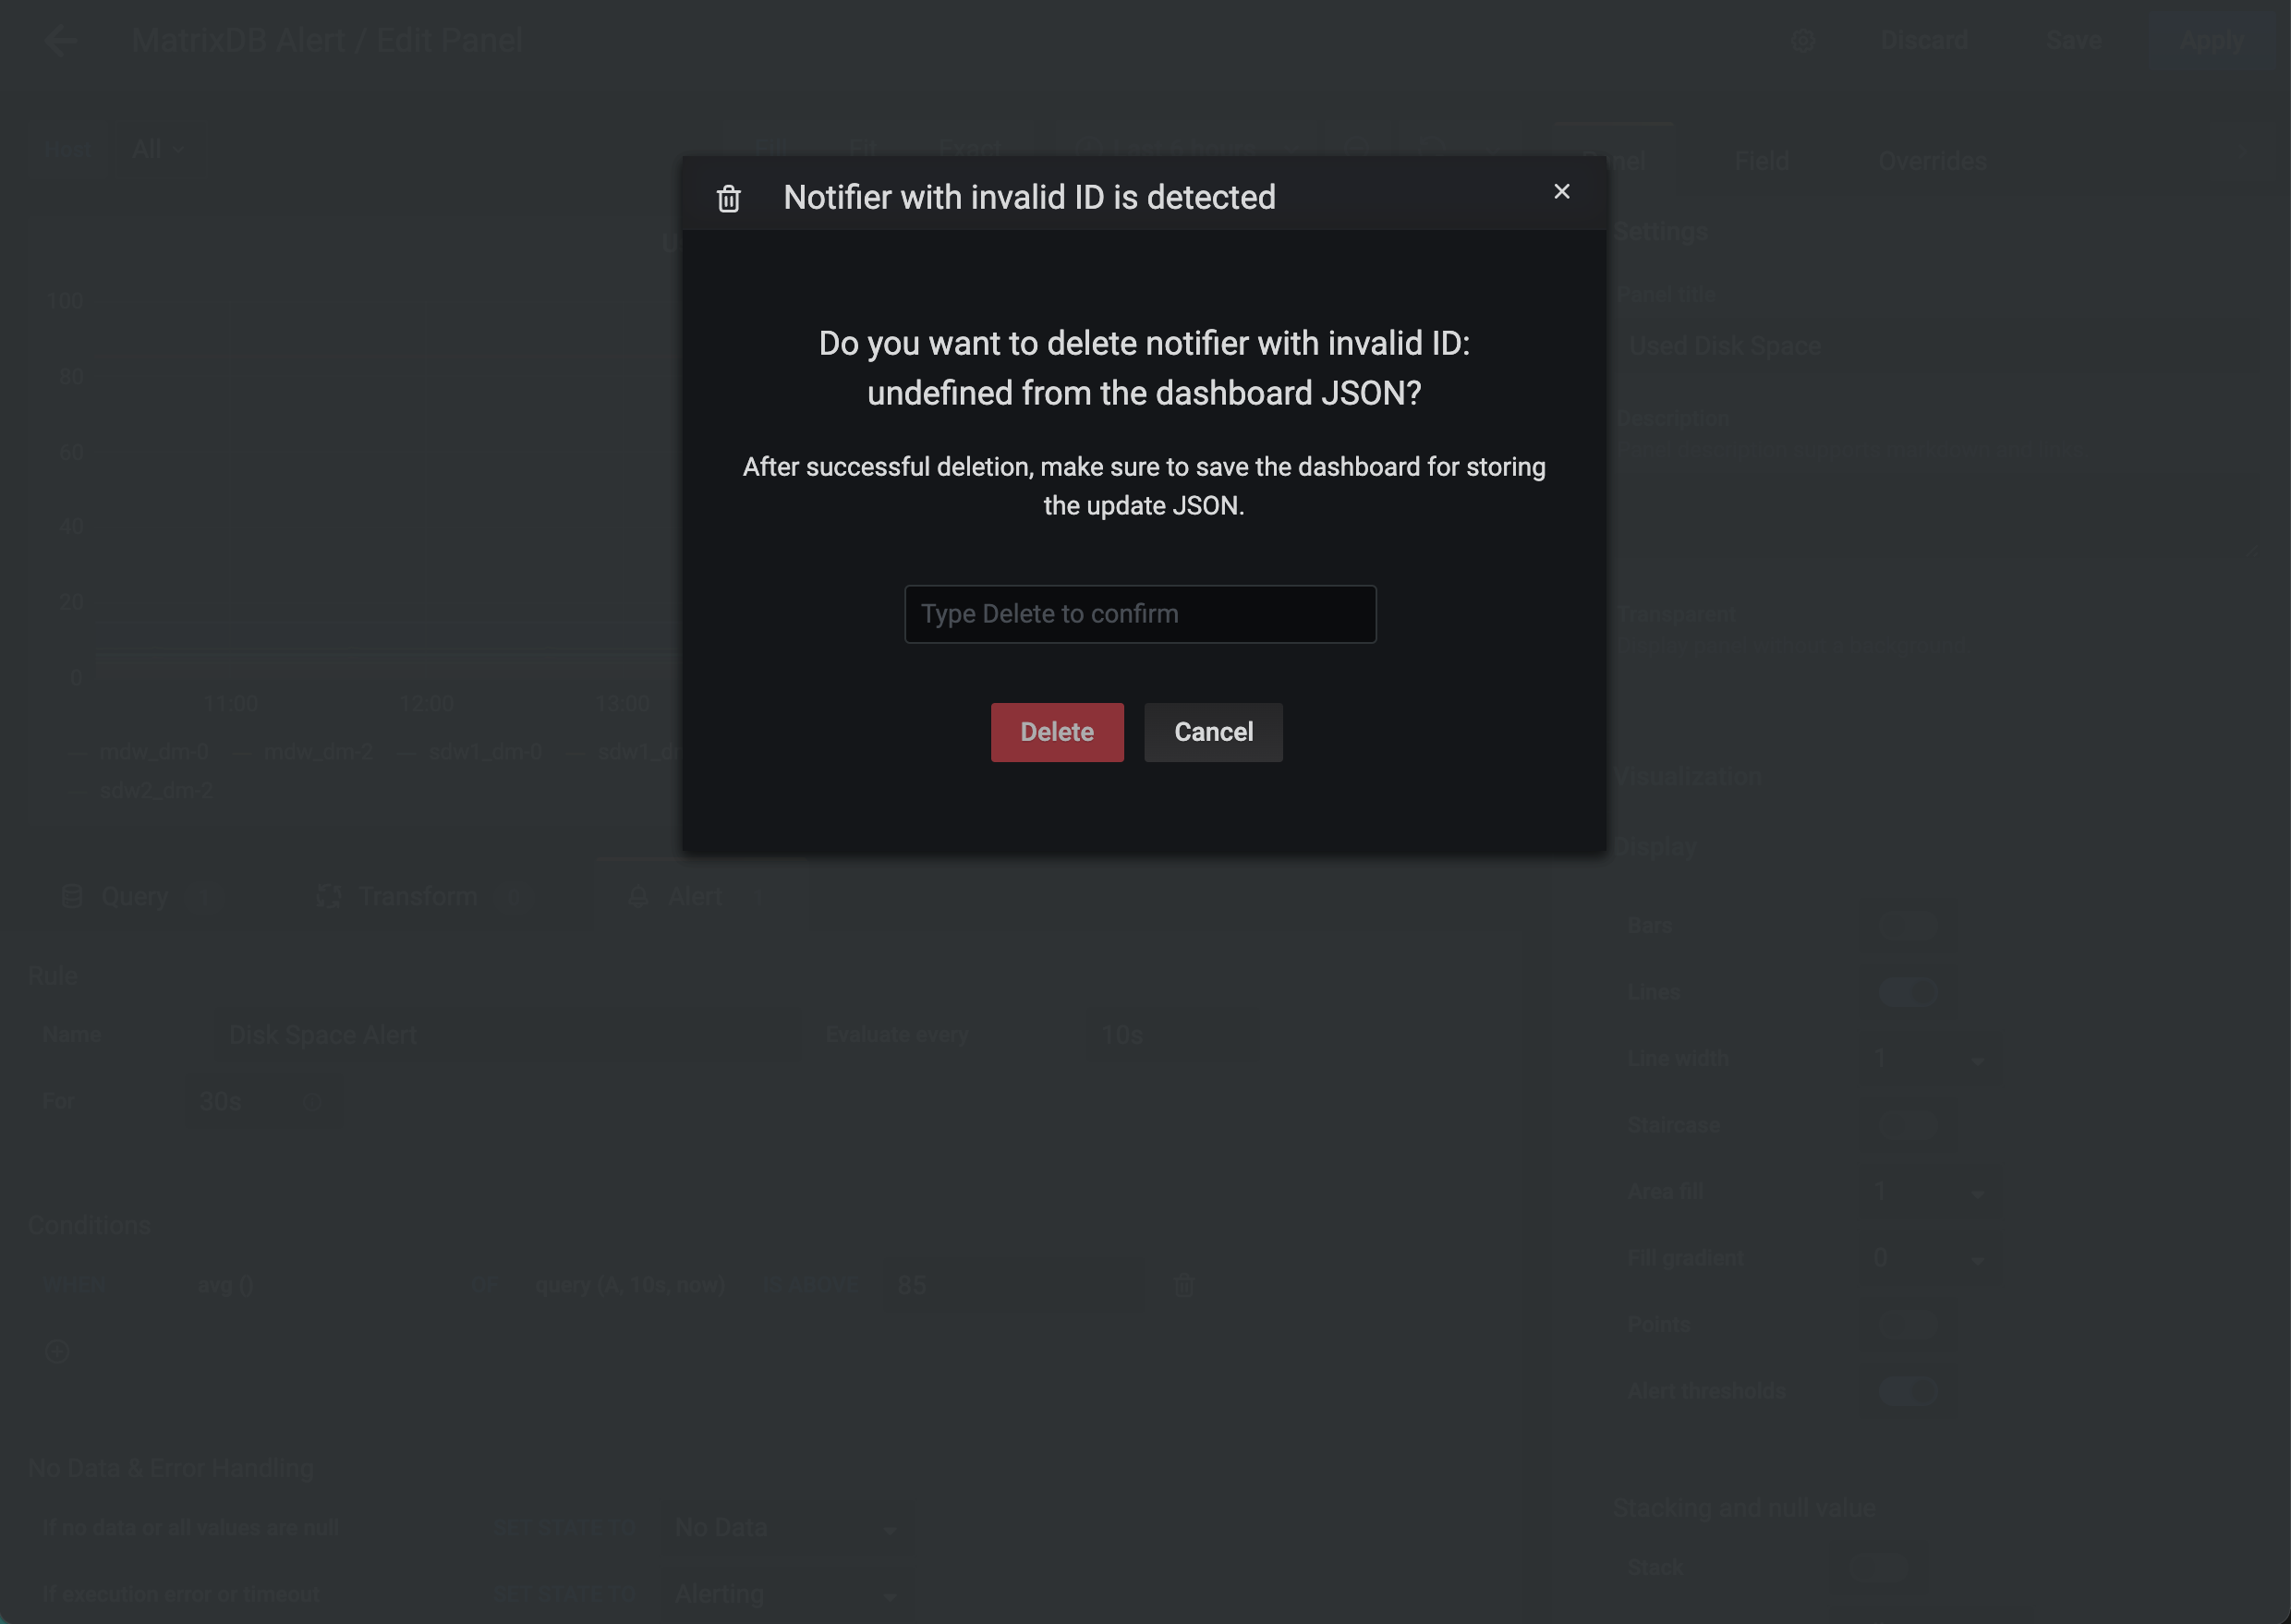 MatrixDB Alert / Edit Panel
Discard
Save
Apply
Host
All
Fill
Fit
Exact
Last 6 hours
Field
Overrides
Notifier with invalid ID is detected
Do you want to delete notifier with invalid ID:
undefined from the dashboard JSON?
After successful deletion, make sure to save the dashboard for storing
the update JSON.
Type Delete to confirm
Delete
Cancel
100
80
60
40
20
0
11:00
12:00
13:00
mdw_dm-0
mdw_dm-2
sdw1_dm-0
sdw2_dm-2
Settings
Panel title
Used Disk Space
Description
Transparent
Visualization
Display
Query 1
Transform 0
Alert 1
Rule
Name
Disk Space Alert
Evaluate every
10s
For
30s
Conditions
WHEN
avg ()
OF
query (A, 10s, now)
IS ABOVE
85
No Data & Error Handling
If no data or all values are null
SET STATE TO
No Data
If execution error or timeout
SET STATE TO
Alerting
Bars
Lines
Line width
1
Staircase
Area fill
1
Fill gradient
0
Points
Alert thresholds
Stacking and null value
Stack